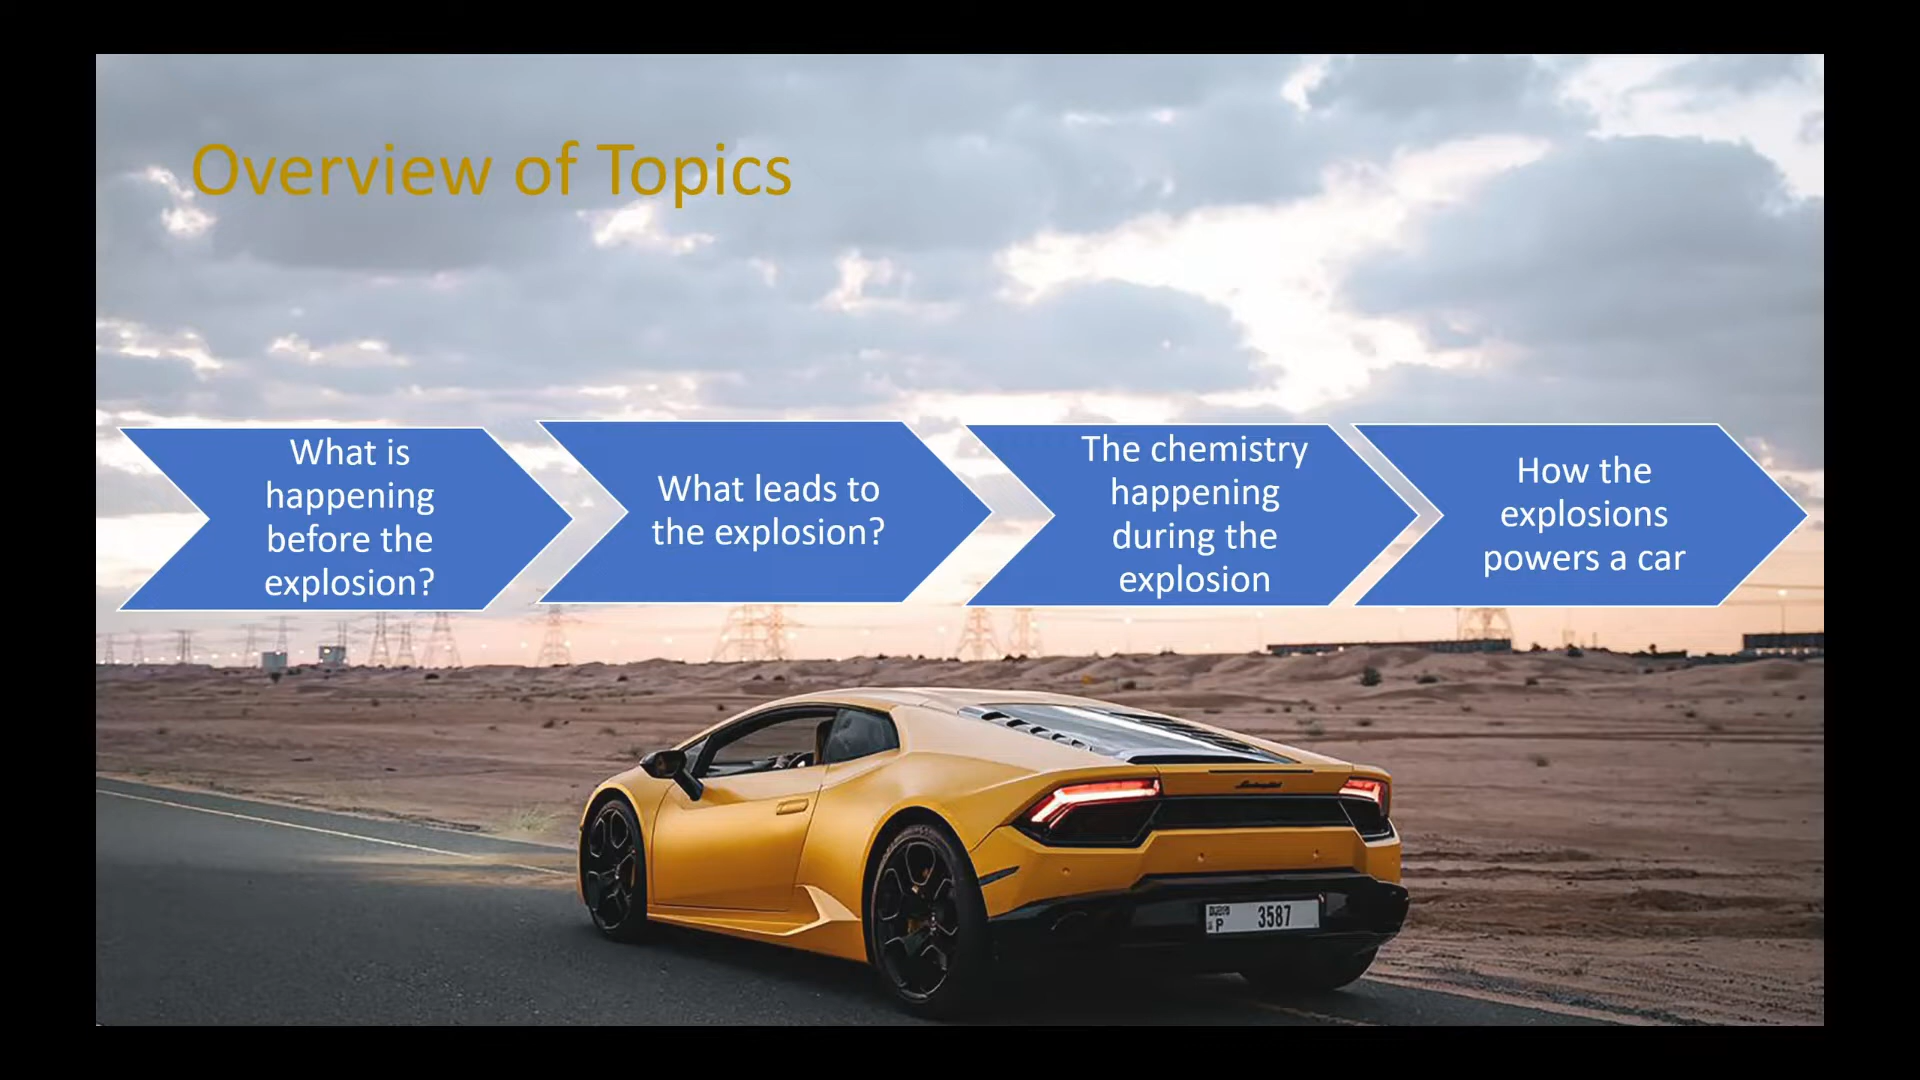 Overview of Topics
What is
happening
before the
explosion?
What leads to
the explosion?
The chemistry
happening
during the
explosion
How the
explosions
powers a car
Lamborghini
P 3587